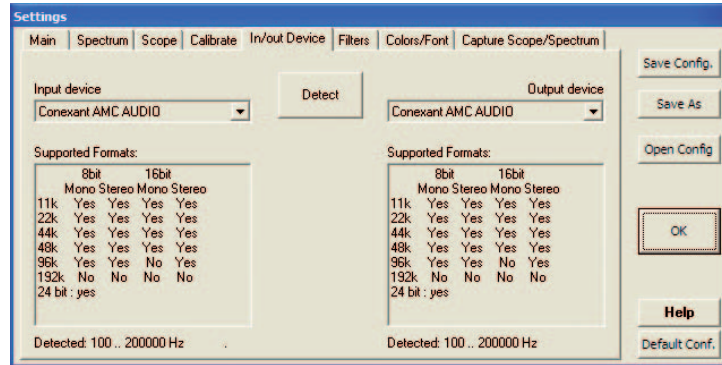 Settings
Main Spectrum Scope Calibrate In/out Device Filters Colors/Font Capture Scope/Spectrum
Input device
Conexant AMC AUDIO
Supported Formats:
8bit 16bit
Mono Stereo Mono Stereo
11k Yes Yes Yes Yes
22k Yes Yes Yes Yes
44k Yes Yes Yes Yes
48k Yes Yes Yes Yes
96k Yes Yes No Yes
192k No No No No
24 bit : yes
Detected: 100 .. 200000 Hz .
Detect
Output device
Conexant AMC AUDIO
Supported Formats:
8bit 16bit
Mono Stereo Mono Stereo
11k Yes Yes Yes Yes
22k Yes Yes Yes Yes
44k Yes Yes Yes Yes
48k Yes Yes Yes Yes
96k Yes Yes No Yes
192k No No No No
24 bit : yes
Detected: 100 .. 200000 Hz
Save Config.
Save As
Open Config
OK
Help
Default Conf.